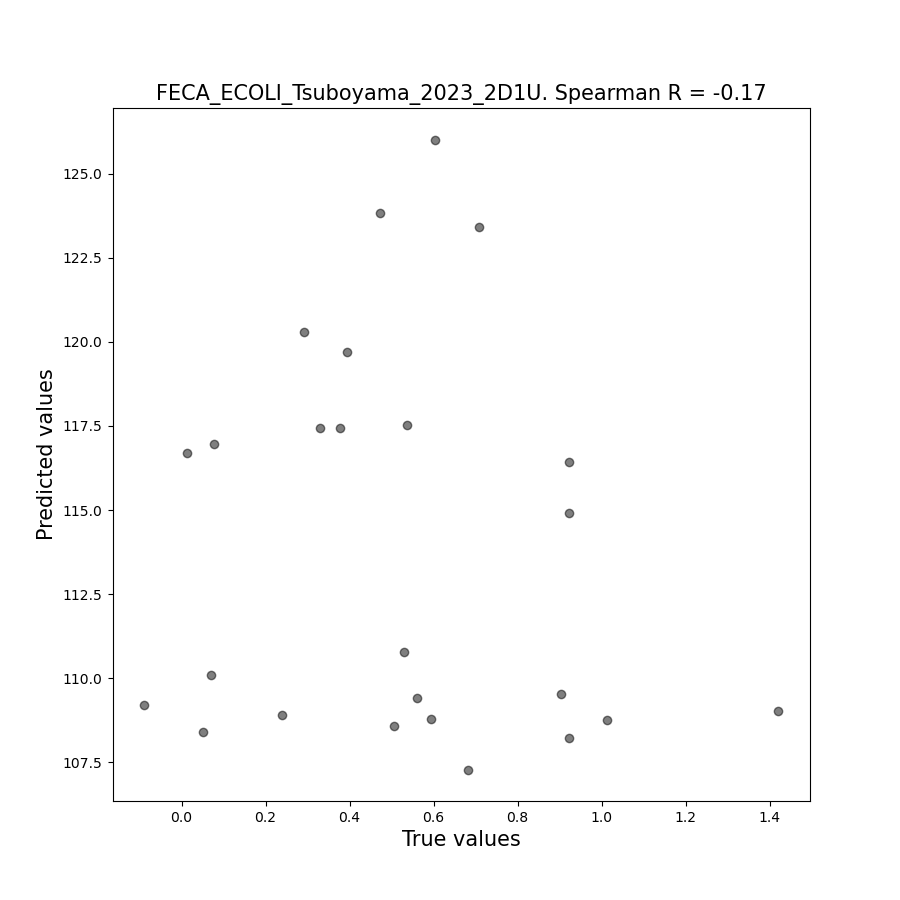 FECA_ECOLI_Tsuboyama_2023_2D1U. Spearman R = -0.17
125.0
122.5
120.0
117.5
115.0
112.5
110.0
107.5
Predicted values
0.0 0.2 0.4 0.6 0.8 1.0 1.2 1.4
True values